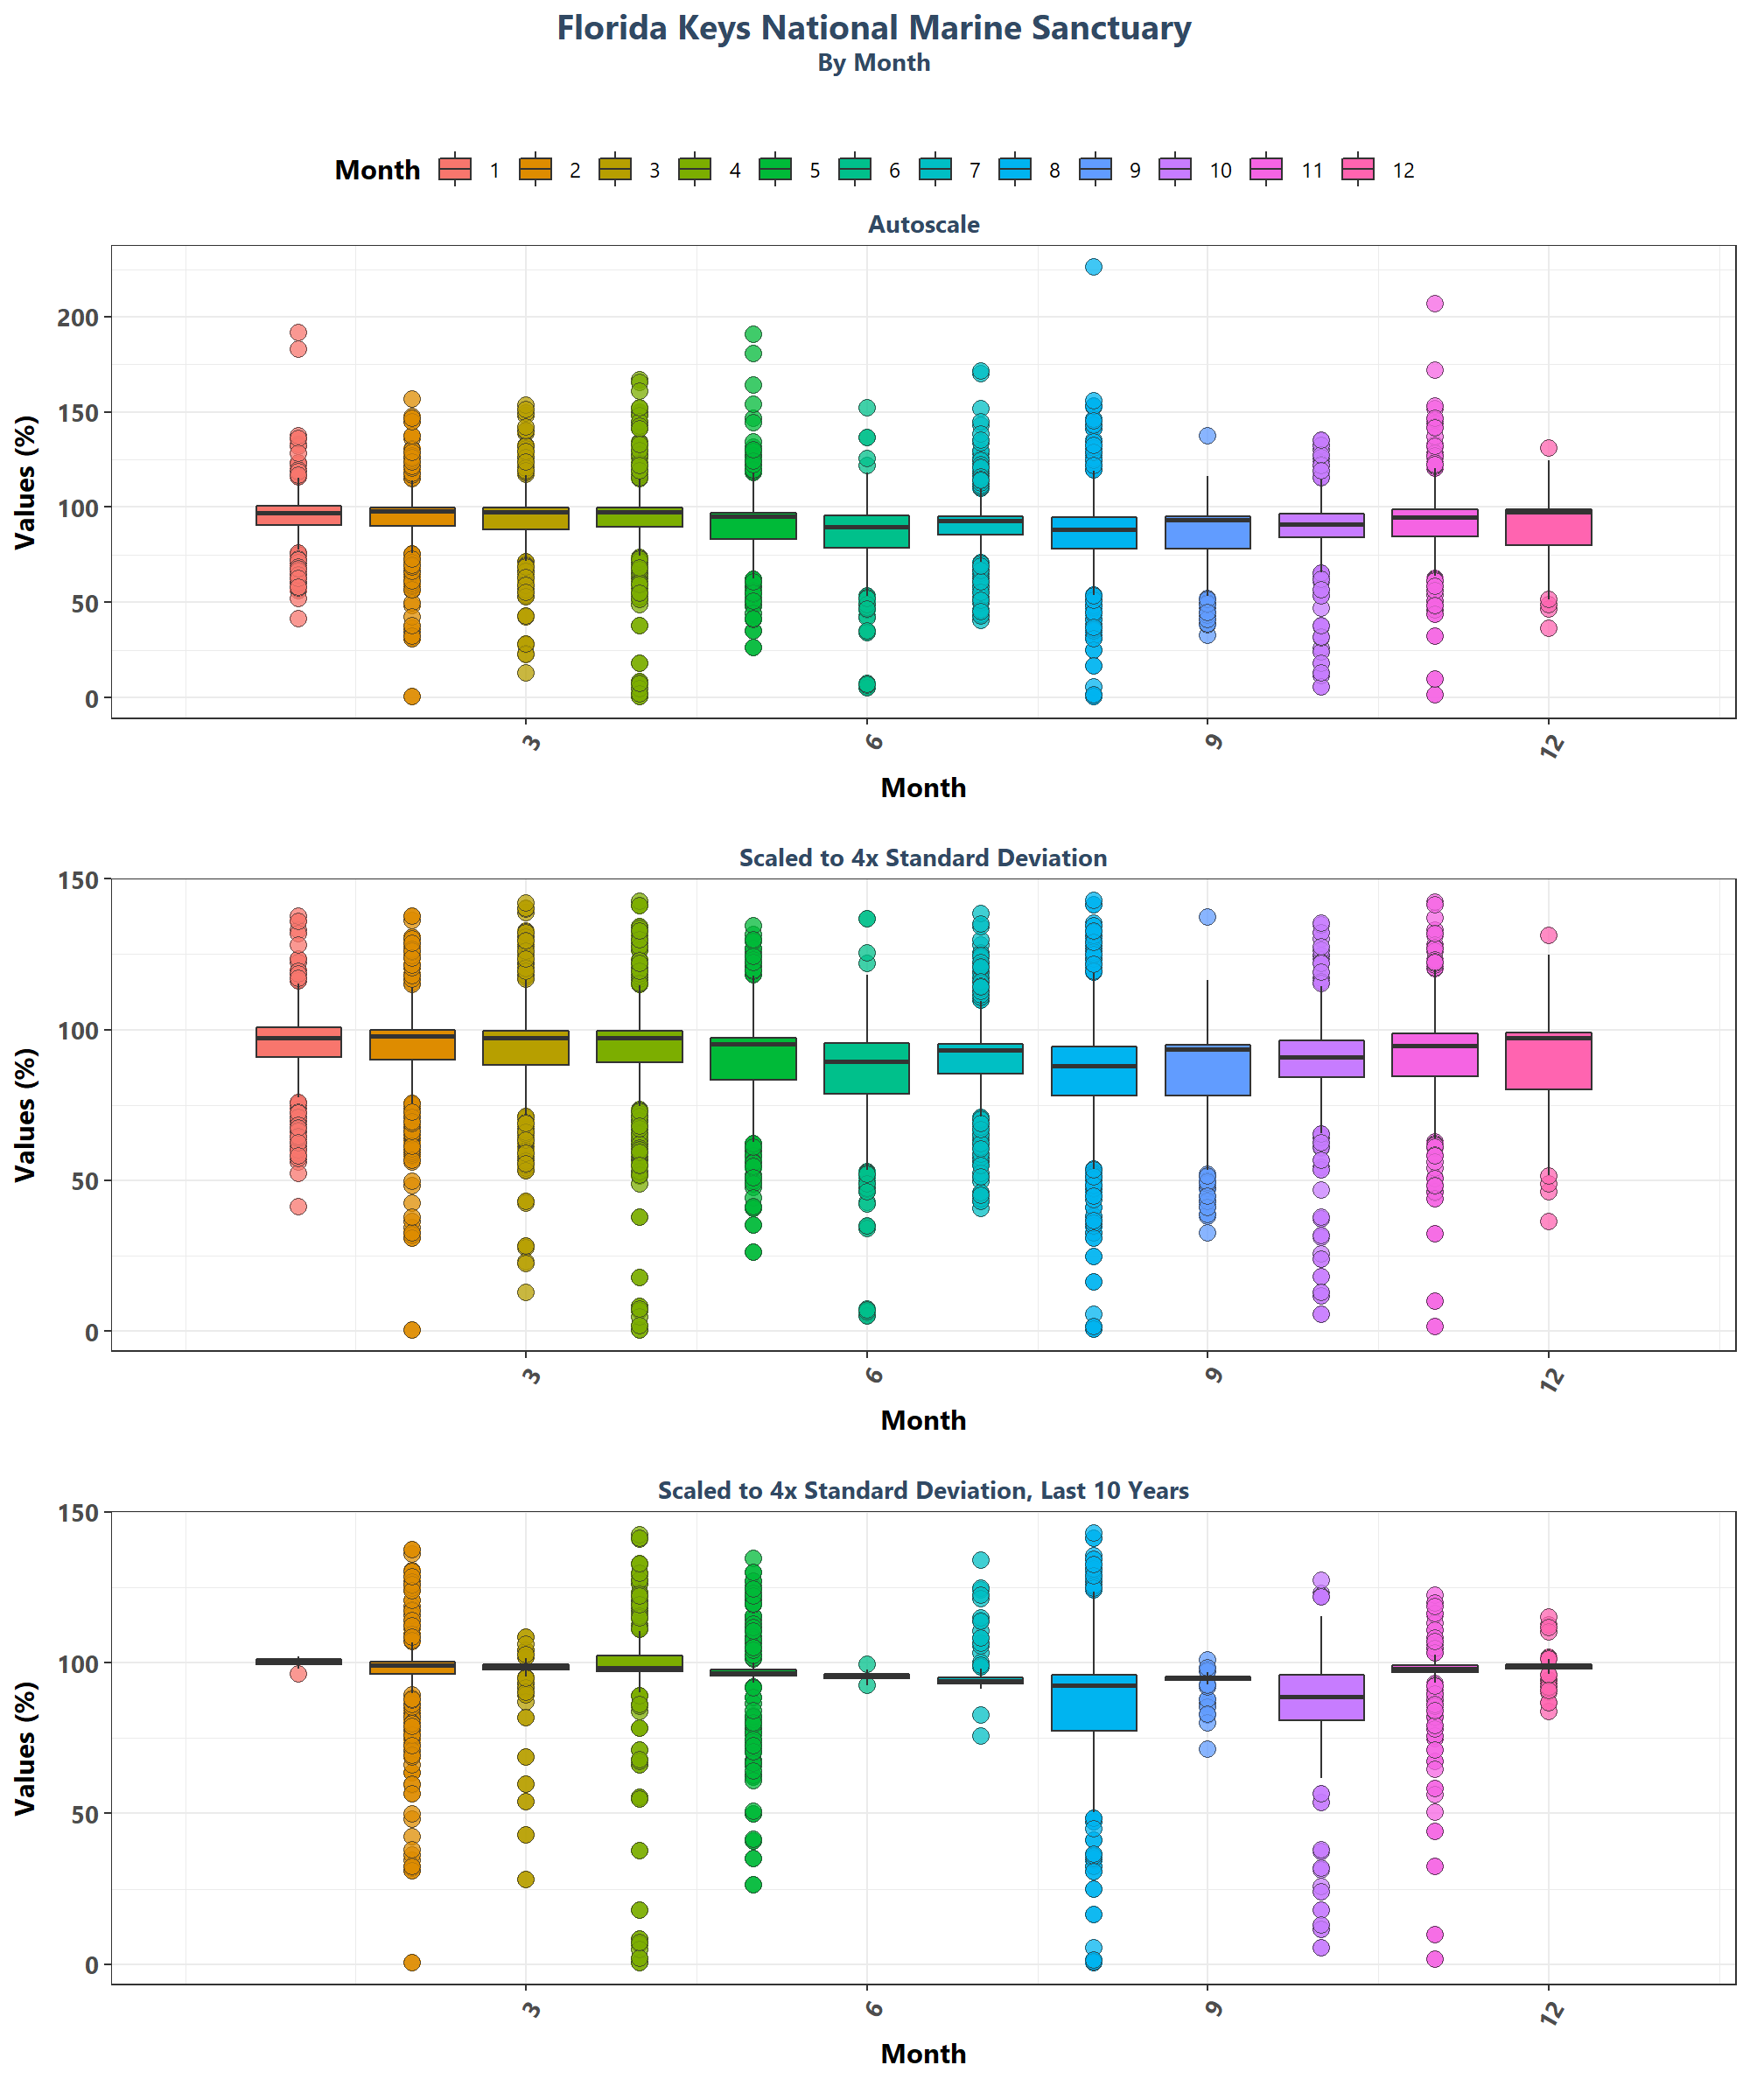 Florida Keys National Marine Sanctuary
By Month
Month 1 2 3 4 5 6 7 8 9 10 11 12
Autoscale
Values (%)
200
150
100
50
0
3 6 9 12
Month
Scaled to 4x Standard Deviation
Values (%)
150
100
50
0
3 6 9 12
Month
Scaled to 4x Standard Deviation, Last 10 Years
Values (%)
150
100
50
0
3 6 9 12
Month